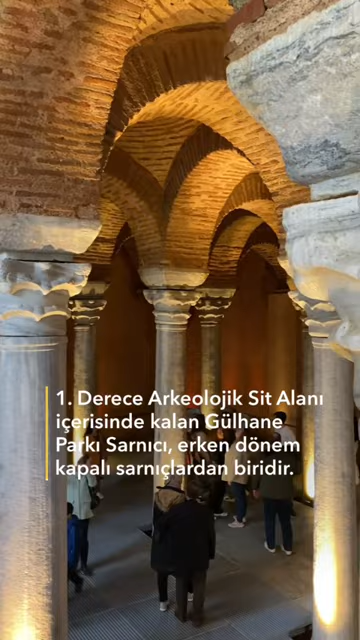 1. Derece Arkeolojik Sit Alanı
içerisinde kalan Gülhane
Parkı Sarnıcı, erken dönem
kapalı sarnıçlardan biridir.